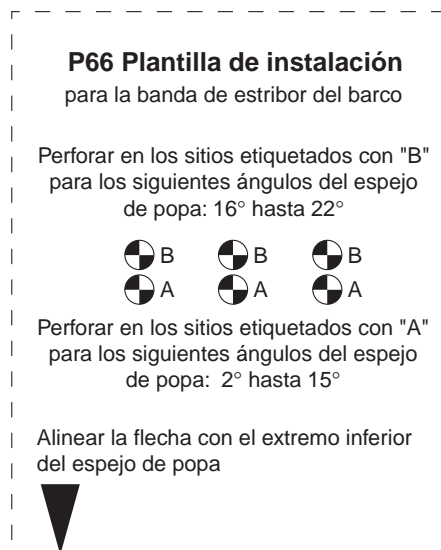 P66 Plantilla de instalación
para la banda de estribor del barco
Perforar en los sitios etiquetados con "B"
para los siguientes ángulos del espejo
de popa: 16° hasta 22°
B B B
A A A
Perforar en los sitios etiquetados con "A"
para los siguientes ángulos del espejo
de popa: 2° hasta 15°
Alinear la flecha con el extremo inferior
del espejo de popa